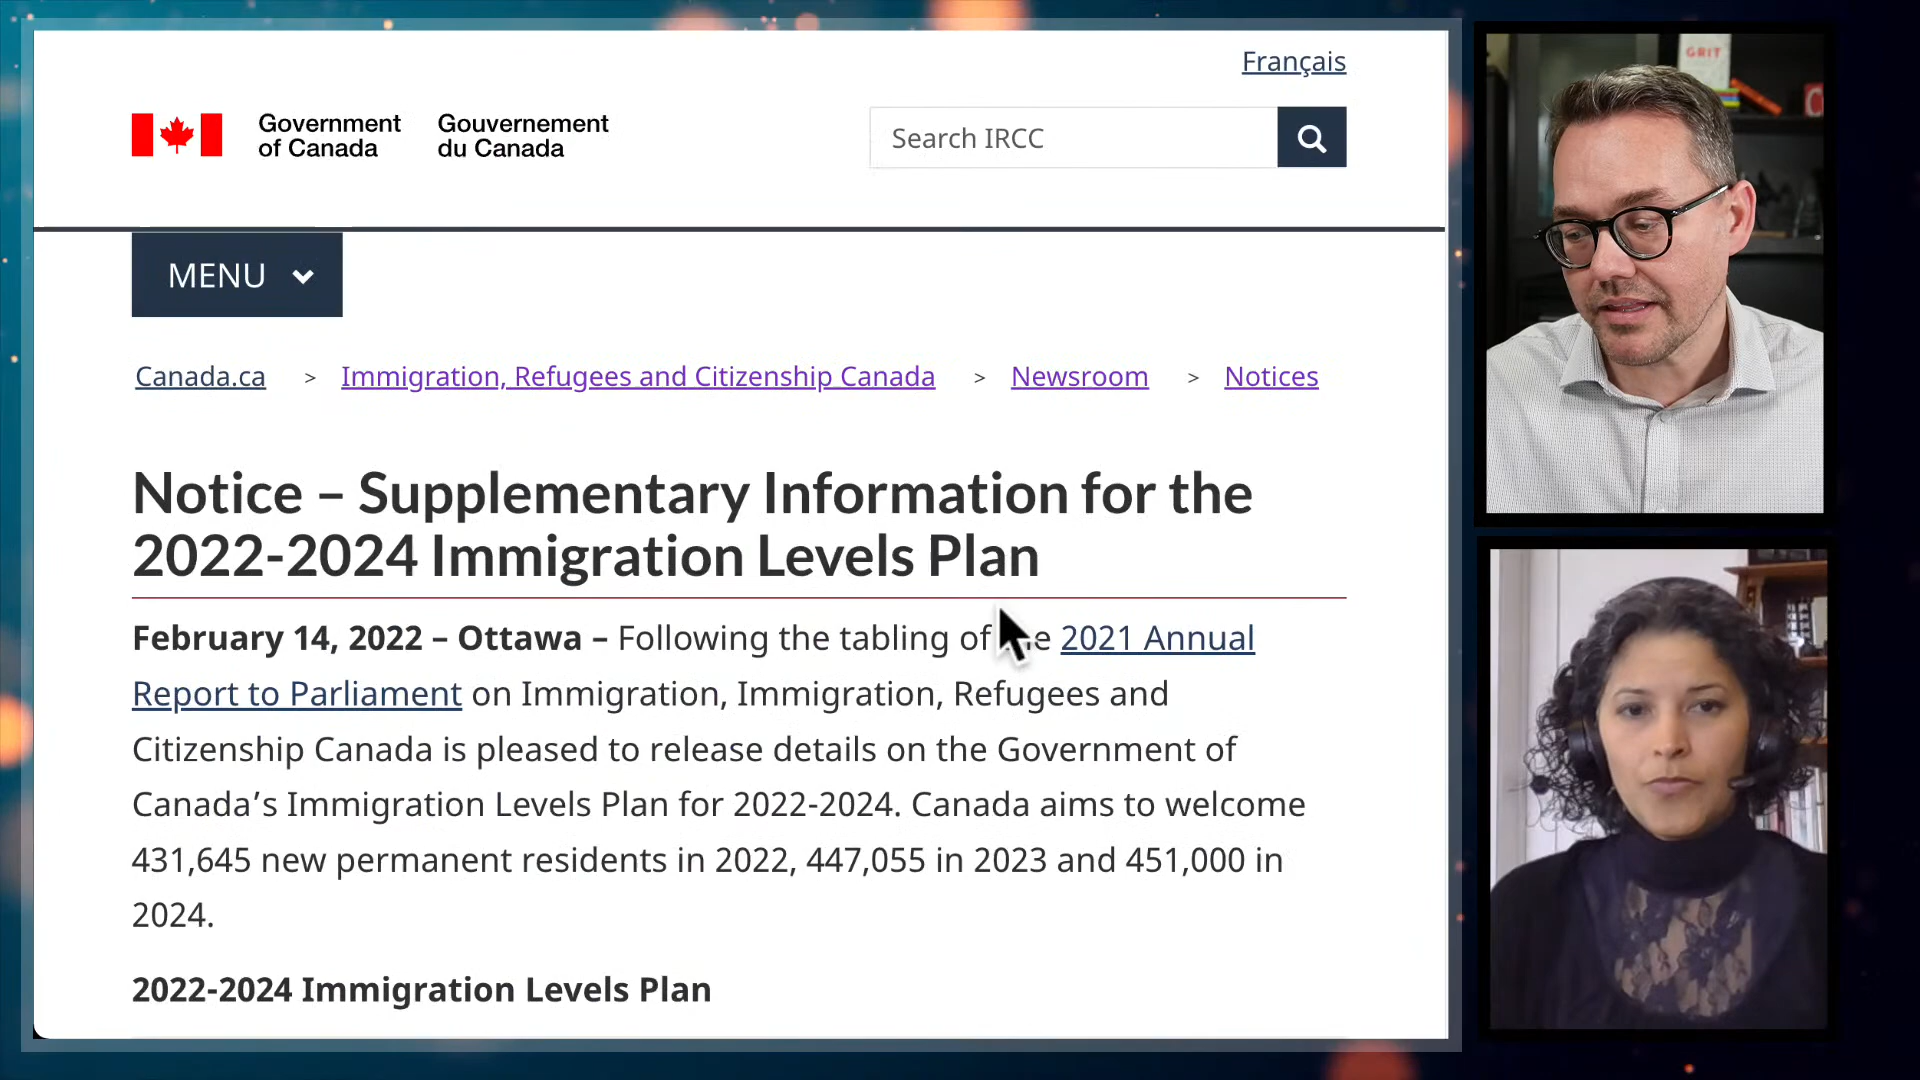 Français
Government
of Canada
Gouvernement
du Canada
Search IRCC
MENU
Canada.ca > Immigration, Refugees and Citizenship Canada > Newsroom > Notices
Notice – Supplementary Information for the
2022-2024 Immigration Levels Plan
February 14, 2022 – Ottawa – Following the tabling of e 2021 Annual
Report to Parliament on Immigration, Immigration, Refugees and
Citizenship Canada is pleased to release details on the Government of
Canada’s Immigration Levels Plan for 2022-2024. Canada aims to welcome
431,645 new permanent residents in 2022, 447,055 in 2023 and 451,000 in
2024.
2022-2024 Immigration Levels Plan
GRIT